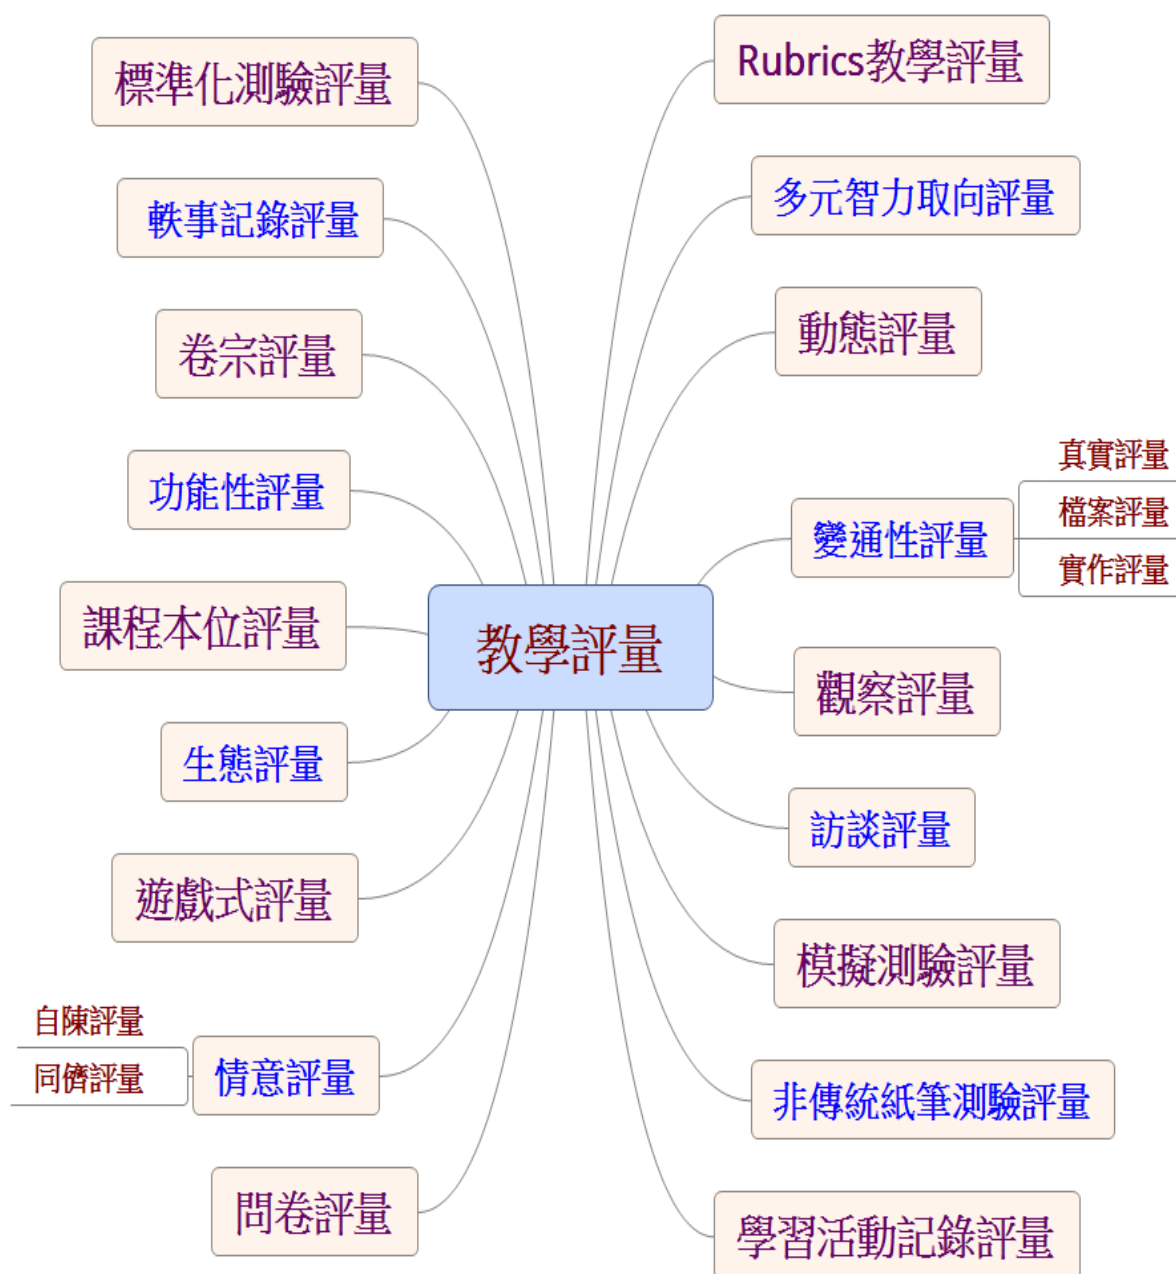 教學評量
Rubrics教學評量
多元智力取向評量
動態評量
變通性評量
真實評量
檔案評量
實作評量
觀察評量
訪談評量
模擬測驗評量
非傳統紙筆測驗評量
學習活動記錄評量
標準化測驗評量
軼事記錄評量
卷宗評量
功能性評量
課程本位評量
生態評量
遊戲式評量
情意評量
自陳評量
同儕評量
問卷評量